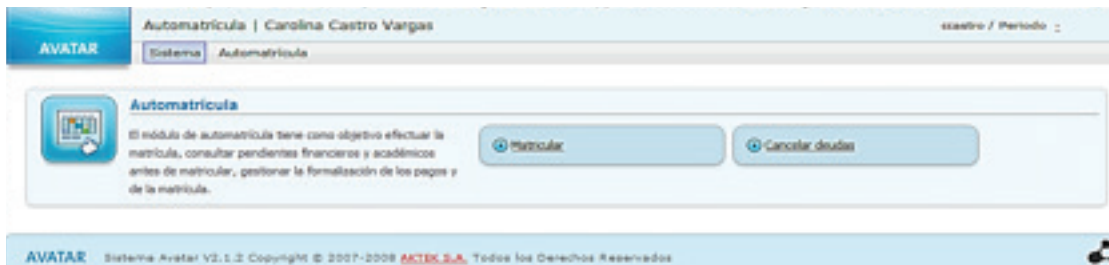 Automatrícula | Carolina Castro Vargas
ccastro / Periodo :
AVATAR
Sistema Automatrícula
Automatrícula
El módulo de automatrícula tiene como objetivo efectuar la
matrícula, consultar pendientes financieros y académicos
antes de matricular, gestionar la formalización de los pagos y
de la matrícula.
Matricular
Cancelar deudas
AVATAR Sistema Avatar V2.1.2 Copyright © 2007-2008 AKTEK S.A. Todos los Derechos Reservados